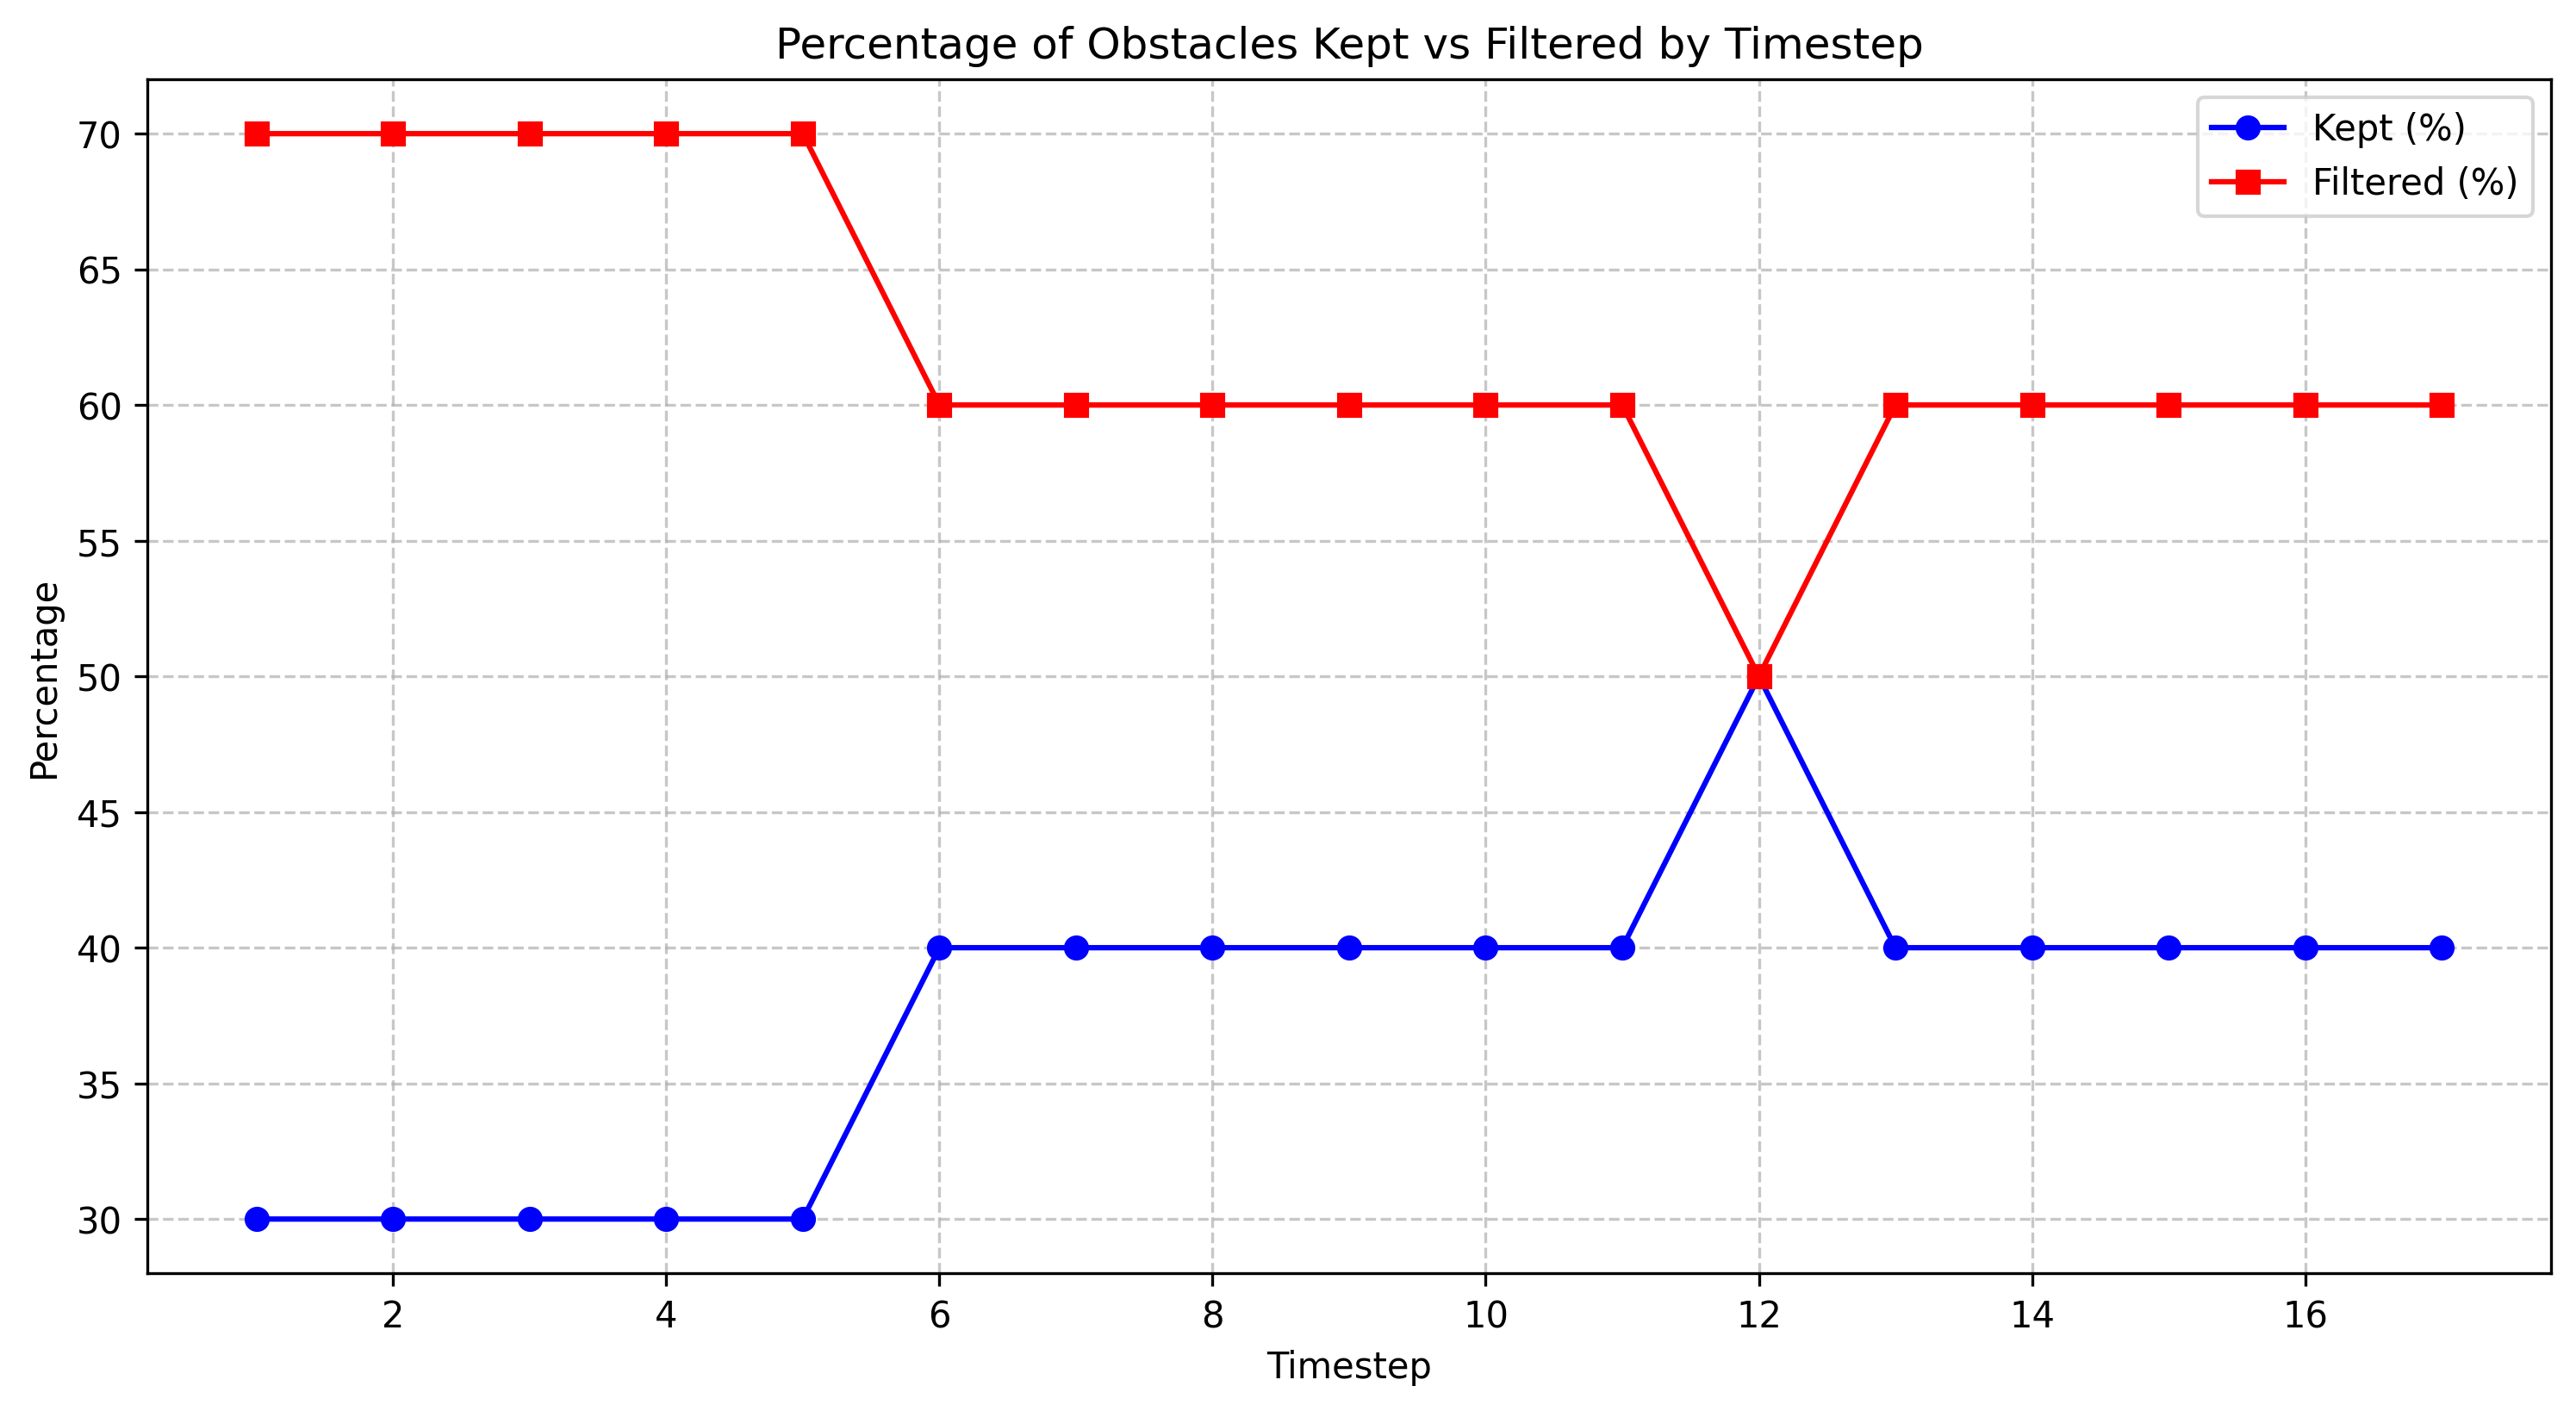 Percentage of Obstacles Kept vs Filtered by Timestep
Kept (%)
Filtered (%)
70
65
60
55
50
45
40
35
30
Percentage
2 4 6 8 10 12 14 16
Timestep